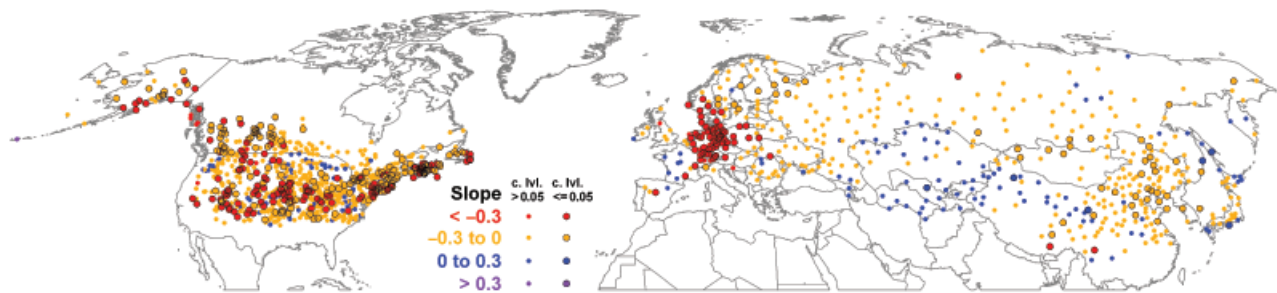 Slope c. lvl. >0.05 c. lvl. <=0.05
< –0.3
–0.3 to 0
0 to 0.3
> 0.3